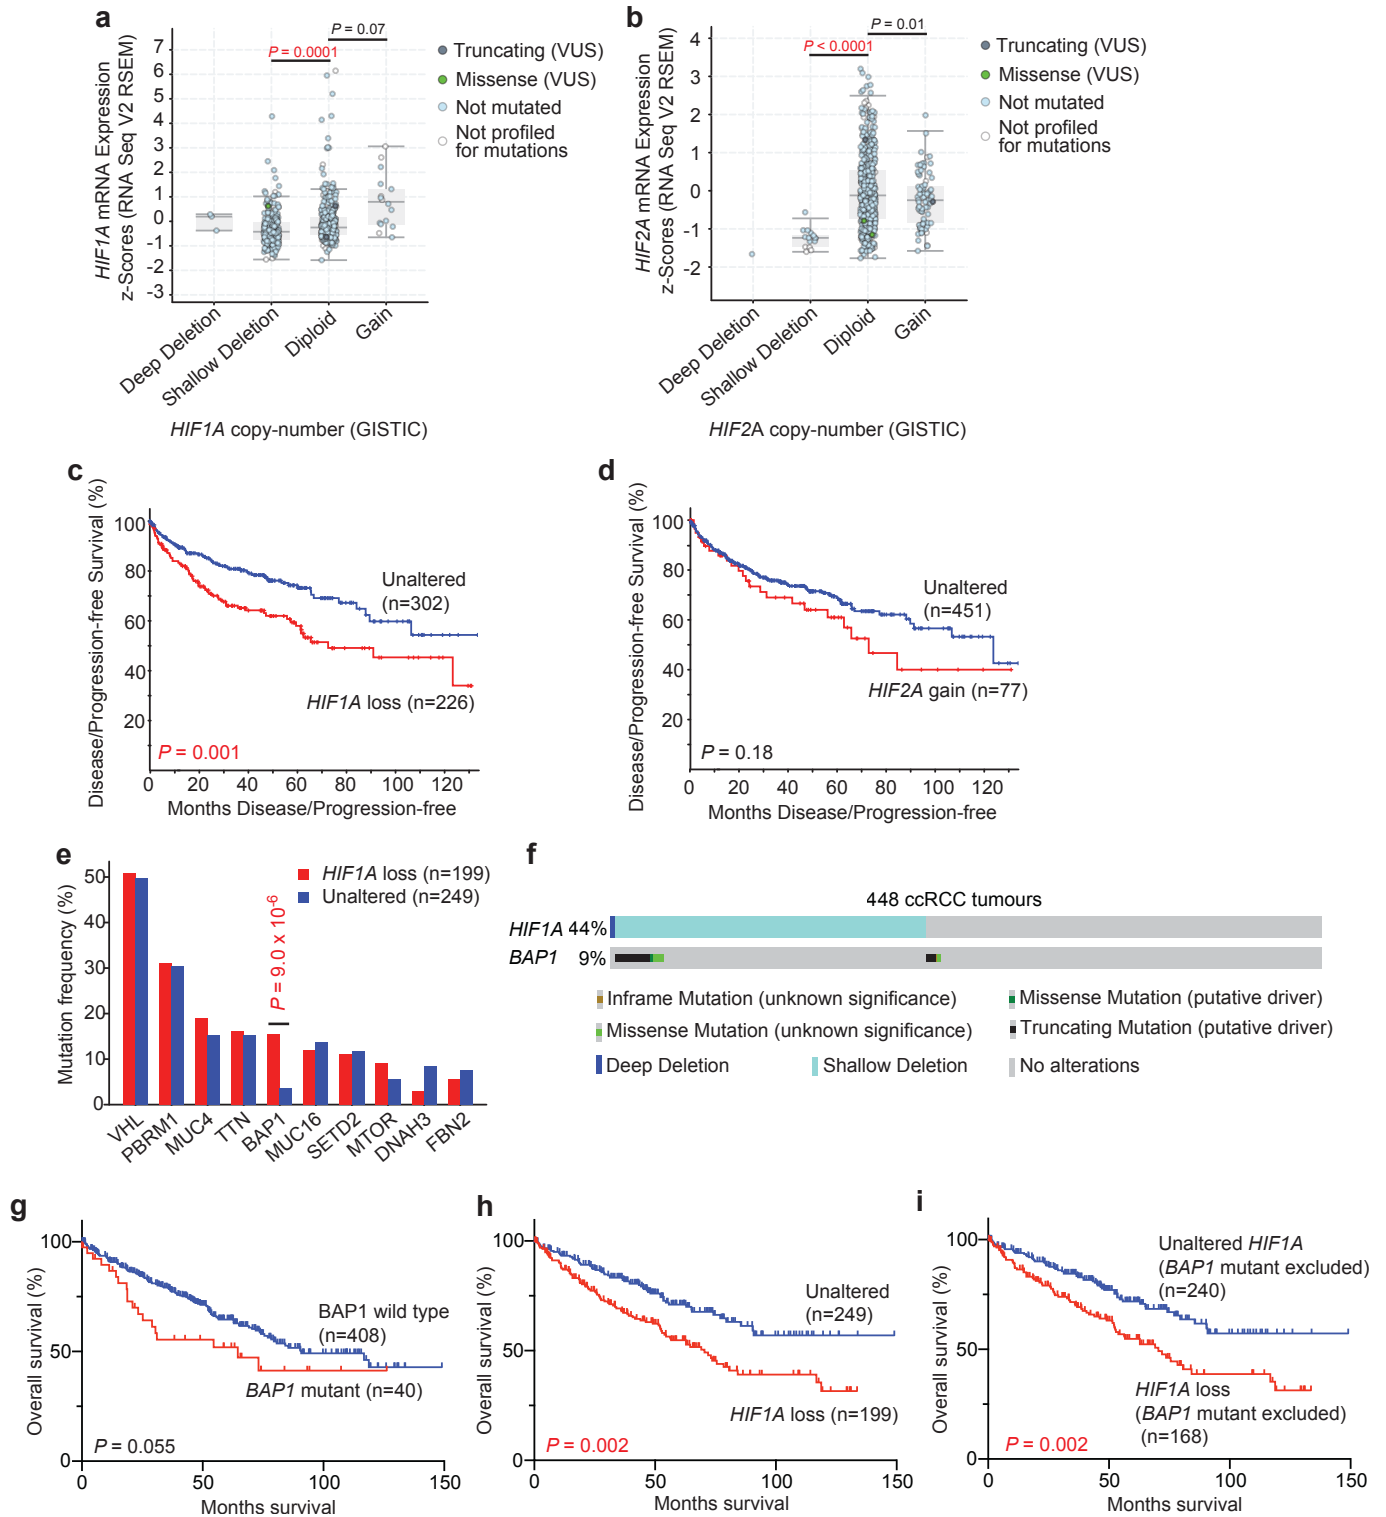 a
HIF1A mRNA Expression
z-Scores (RNA Seq V2 RSEM)
7
6
5
4
3
2
1
0
-1
-2
-3
P = 0.0001
P = 0.07
Truncating (VUS)
Missense (VUS)
Not mutated
Not profiled
for mutations
Deep Deletion
Shallow Deletion
Diploid
Gain
HIF1A copy-number (GISTIC)
b
HIF2A mRNA Expression
z-Scores (RNA Seq V2 RSEM)
4
3
2
1
0
-1
-2
P < 0.0001
P = 0.01
Truncating (VUS)
Missense (VUS)
Not mutated
Not profiled
for mutations
Deep Deletion
Shallow Deletion
Diploid
Gain
HIF2A copy-number (GISTIC)
c
Disease/Progression-free Survival (%)
100
80
60
40
20
Unaltered
(n=302)
HIF1A loss (n=226)
P = 0.001
0 20 40 60 80 100 120
Months Disease/Progression-free
d
Disease/Progression-free Survival (%)
100
80
60
40
20
Unaltered
(n=451)
HIF2A gain (n=77)
P = 0.18
0 20 40 60 80 100 120
Months Disease/Progression-free
e
Mutation frequency (%)
50
40
30
20
10
0
HIF1A loss (n=199)
Unaltered (n=249)
P = 9.0 x 10-6
VHL
PBRM1
MUC4
TTN
BAP1
MUC16
SETD2
MTOR
DNAH3
FBN2
f
448 ccRCC tumours
HIF1A 44%
BAP1 9%
Inframe Mutation (unknown significance)
Missense Mutation (putative driver)
Missense Mutation (unknown significance)
Truncating Mutation (putative driver)
Deep Deletion
Shallow Deletion
No alterations
g
Overall survival (%)
100
50
0
BAP1 wild type
(n=408)
BAP1 mutant (n=40)
P = 0.055
0 50 100 150
Months survival
h
Overall survival (%)
100
50
0
Unaltered
(n=249)
HIF1A loss (n=199)
P = 0.002
0 50 100 150
Months survival
i
Overall survival (%)
100
50
0
Unaltered HIF1A
(BAP1 mutant excluded)
(n=240)
HIF1A loss
(BAP1 mutant excluded)
(n=168)
P = 0.002
0 50 100 150
Months survival